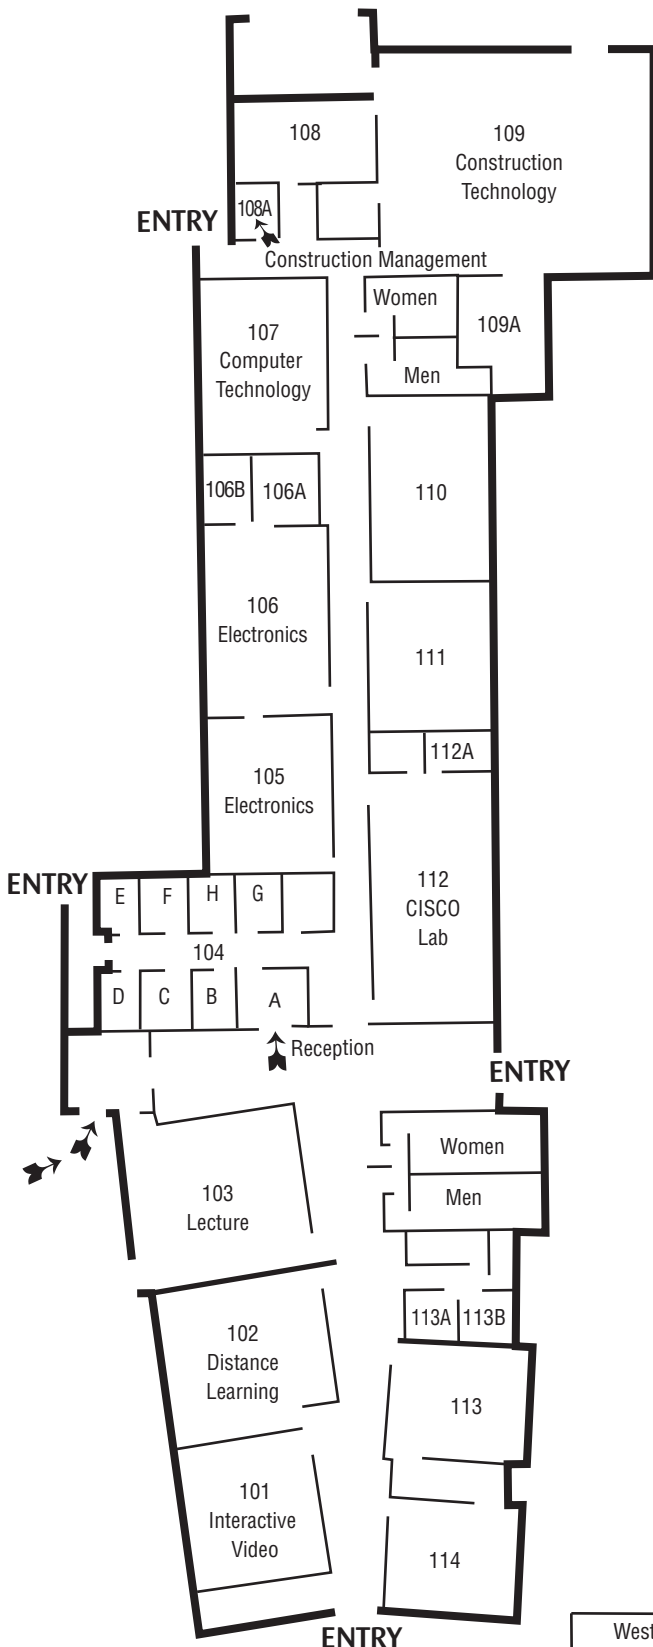 108
109
Construction
Technology
108A
ENTRY
Construction Management
Women
109A
107
Computer
Technology
Men
106B
106A
110
106
Electronics
111
112A
105
Electronics
ENTRY
E
F
H
G
112
CISCO
Lab
104
D
C
B
A
Reception
ENTRY
Women
103
Lecture
Men
113A
113B
102
Distance
Learning
113
101
Interactive
Video
114
West
ENTRY